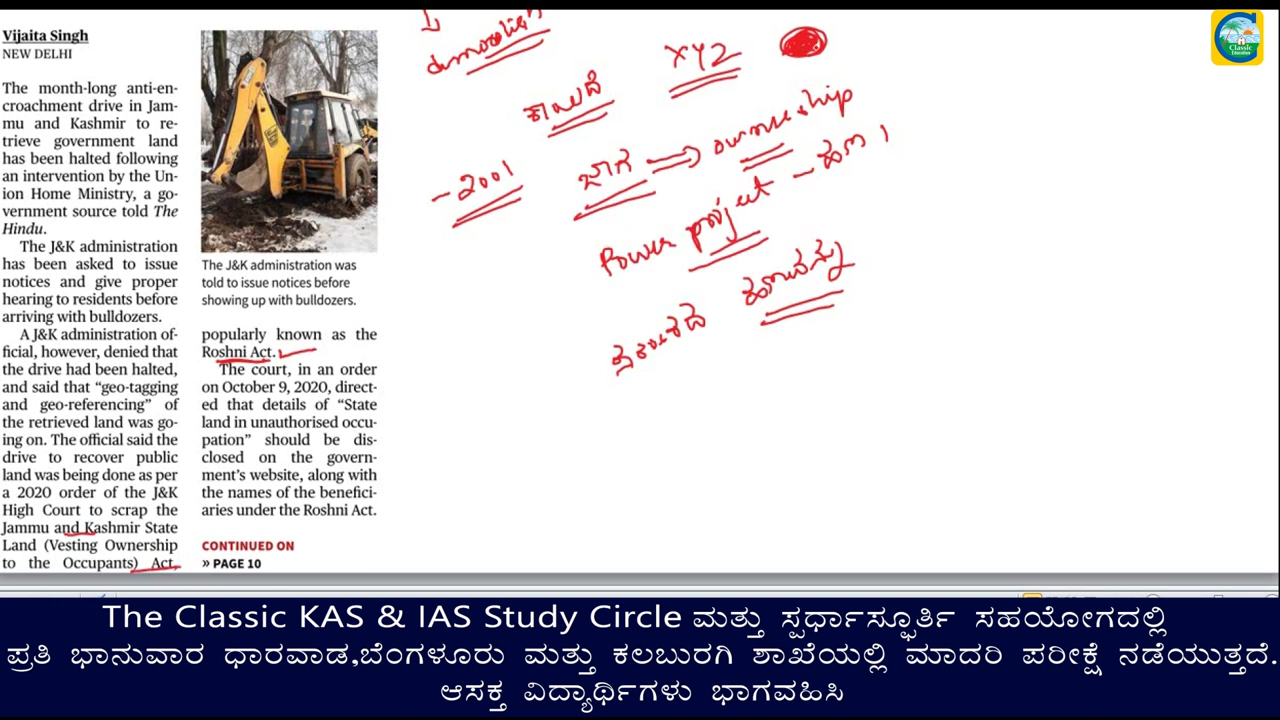 Vijaita Singh
NEW DELHI
The month-long anti-en-
croachment drive in Jam-
mu and Kashmir to re-
trieve government land
has been halted following
an intervention by the Un-
ion Home Ministry, a go-
vernment source told The
Hindu.
The J&K administration
has been asked to issue
notices and give proper
hearing to residents before
arriving with bulldozers.
A J&K administration of-
ficial, however, denied that
the drive had been halted,
and said that “geo-tagging
and geo-referencing” of
the retrieved land was go-
ing on. The official said the
drive to recover public
land was being done as per
a 2020 order of the J&K
High Court to scrap the
Jammu and Kashmir State
Land (Vesting Ownership
to the Occupants) Act,
The J&K administration was
told to issue notices before
showing up with bulldozers.
popularly known as the
Roshni Act.
The court, in an order
on October 9, 2020, direct-
ed that details of “State
land in unauthorised occu-
pation” should be dis-
closed on the govern-
ment’s website, along with
the names of the benefici-
aries under the Roshni Act.
CONTINUED ON
» PAGE 10
XYZ
- 2001 ಜಾಗ => ownership
Power project - ಹಣ
Classic
Education
The Classic KAS & IAS Study Circle ಮತ್ತು ಸ್ಪರ್ಧಾಸ್ಫೂರ್ತಿ ಸಹಯೋಗದಲ್ಲಿ
ಪ್ರತಿ ಭಾನುವಾರ ಧಾರವಾಡ,ಬೆಂಗಳೂರು ಮತ್ತು ಕಲಬುರಗಿ ಶಾಖೆಯಲ್ಲಿ ಮಾದರಿ ಪರೀಕ್ಷೆ ನಡೆಯುತ್ತದೆ.
ಆಸಕ್ತ ವಿದ್ಯಾರ್ಥಿಗಳು ಭಾಗವಹಿಸಿ